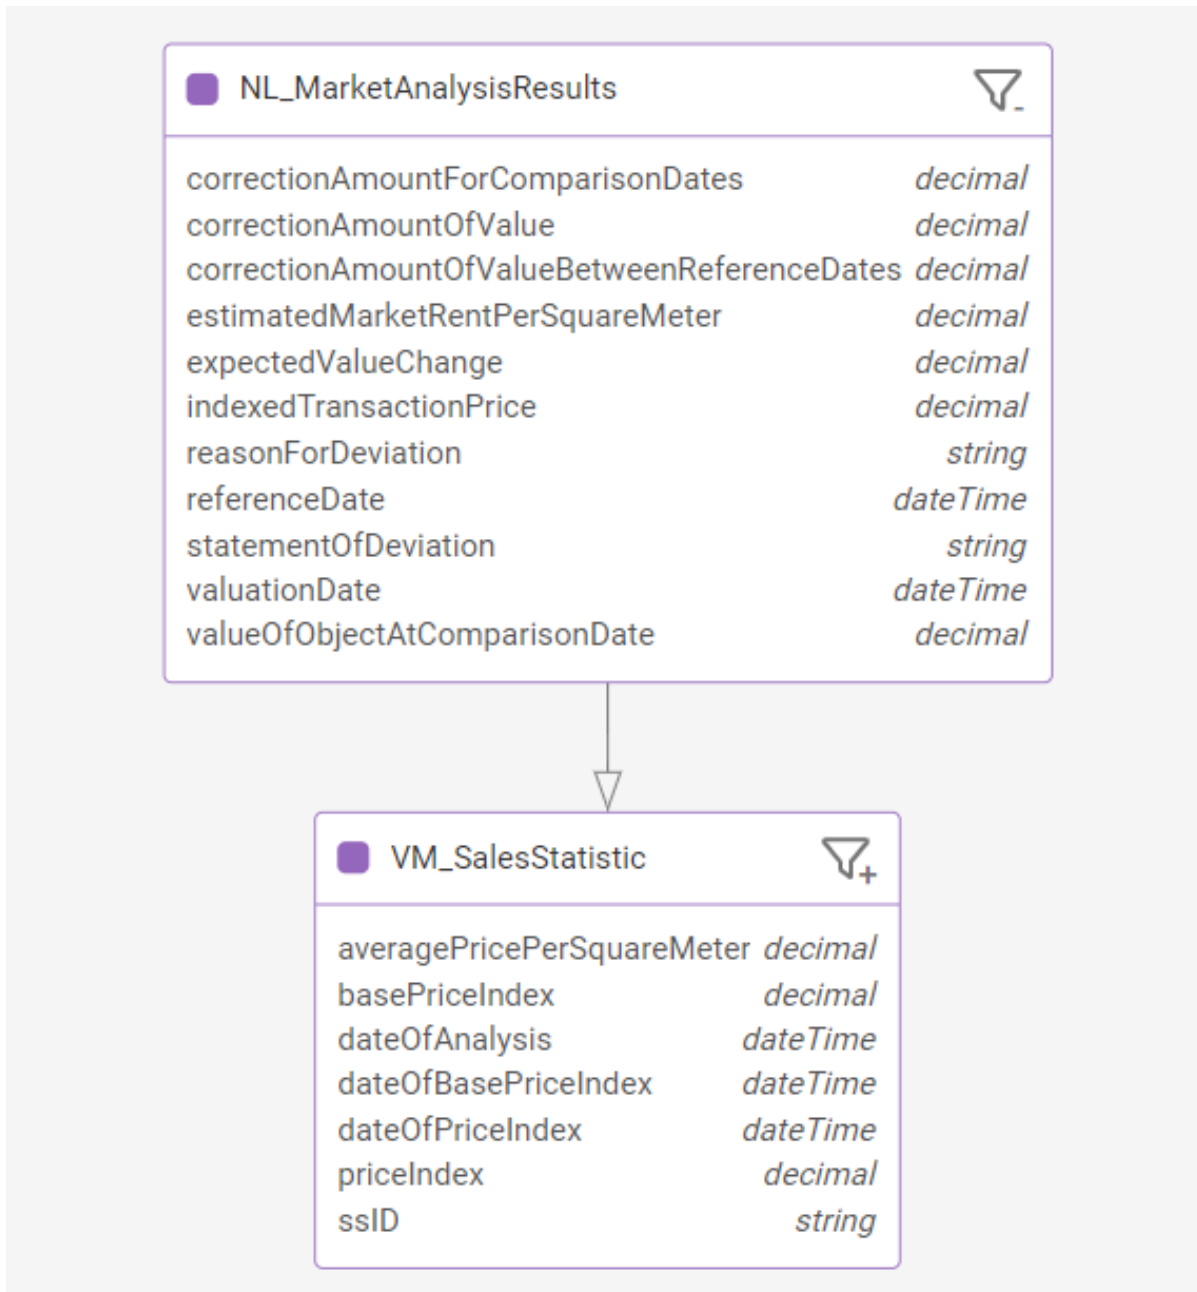 NL_MarketAnalysisResults
correctionAmountForComparisonDates decimal
correctionAmountOfValue decimal
correctionAmountOfValueBetweenReferenceDates decimal
estimatedMarketRentPerSquareMeter decimal
expectedValueChange decimal
indexedTransactionPrice decimal
reasonForDeviation string
referenceDate dateTime
statementOfDeviation string
valuationDate dateTime
valueOfObjectAtComparisonDate decimal
VM_SalesStatistic
averagePricePerSquareMeter decimal
basePriceIndex decimal
dateOfAnalysis dateTime
dateOfBasePriceIndex dateTime
dateOfPriceIndex dateTime
priceIndex decimal
ssID string